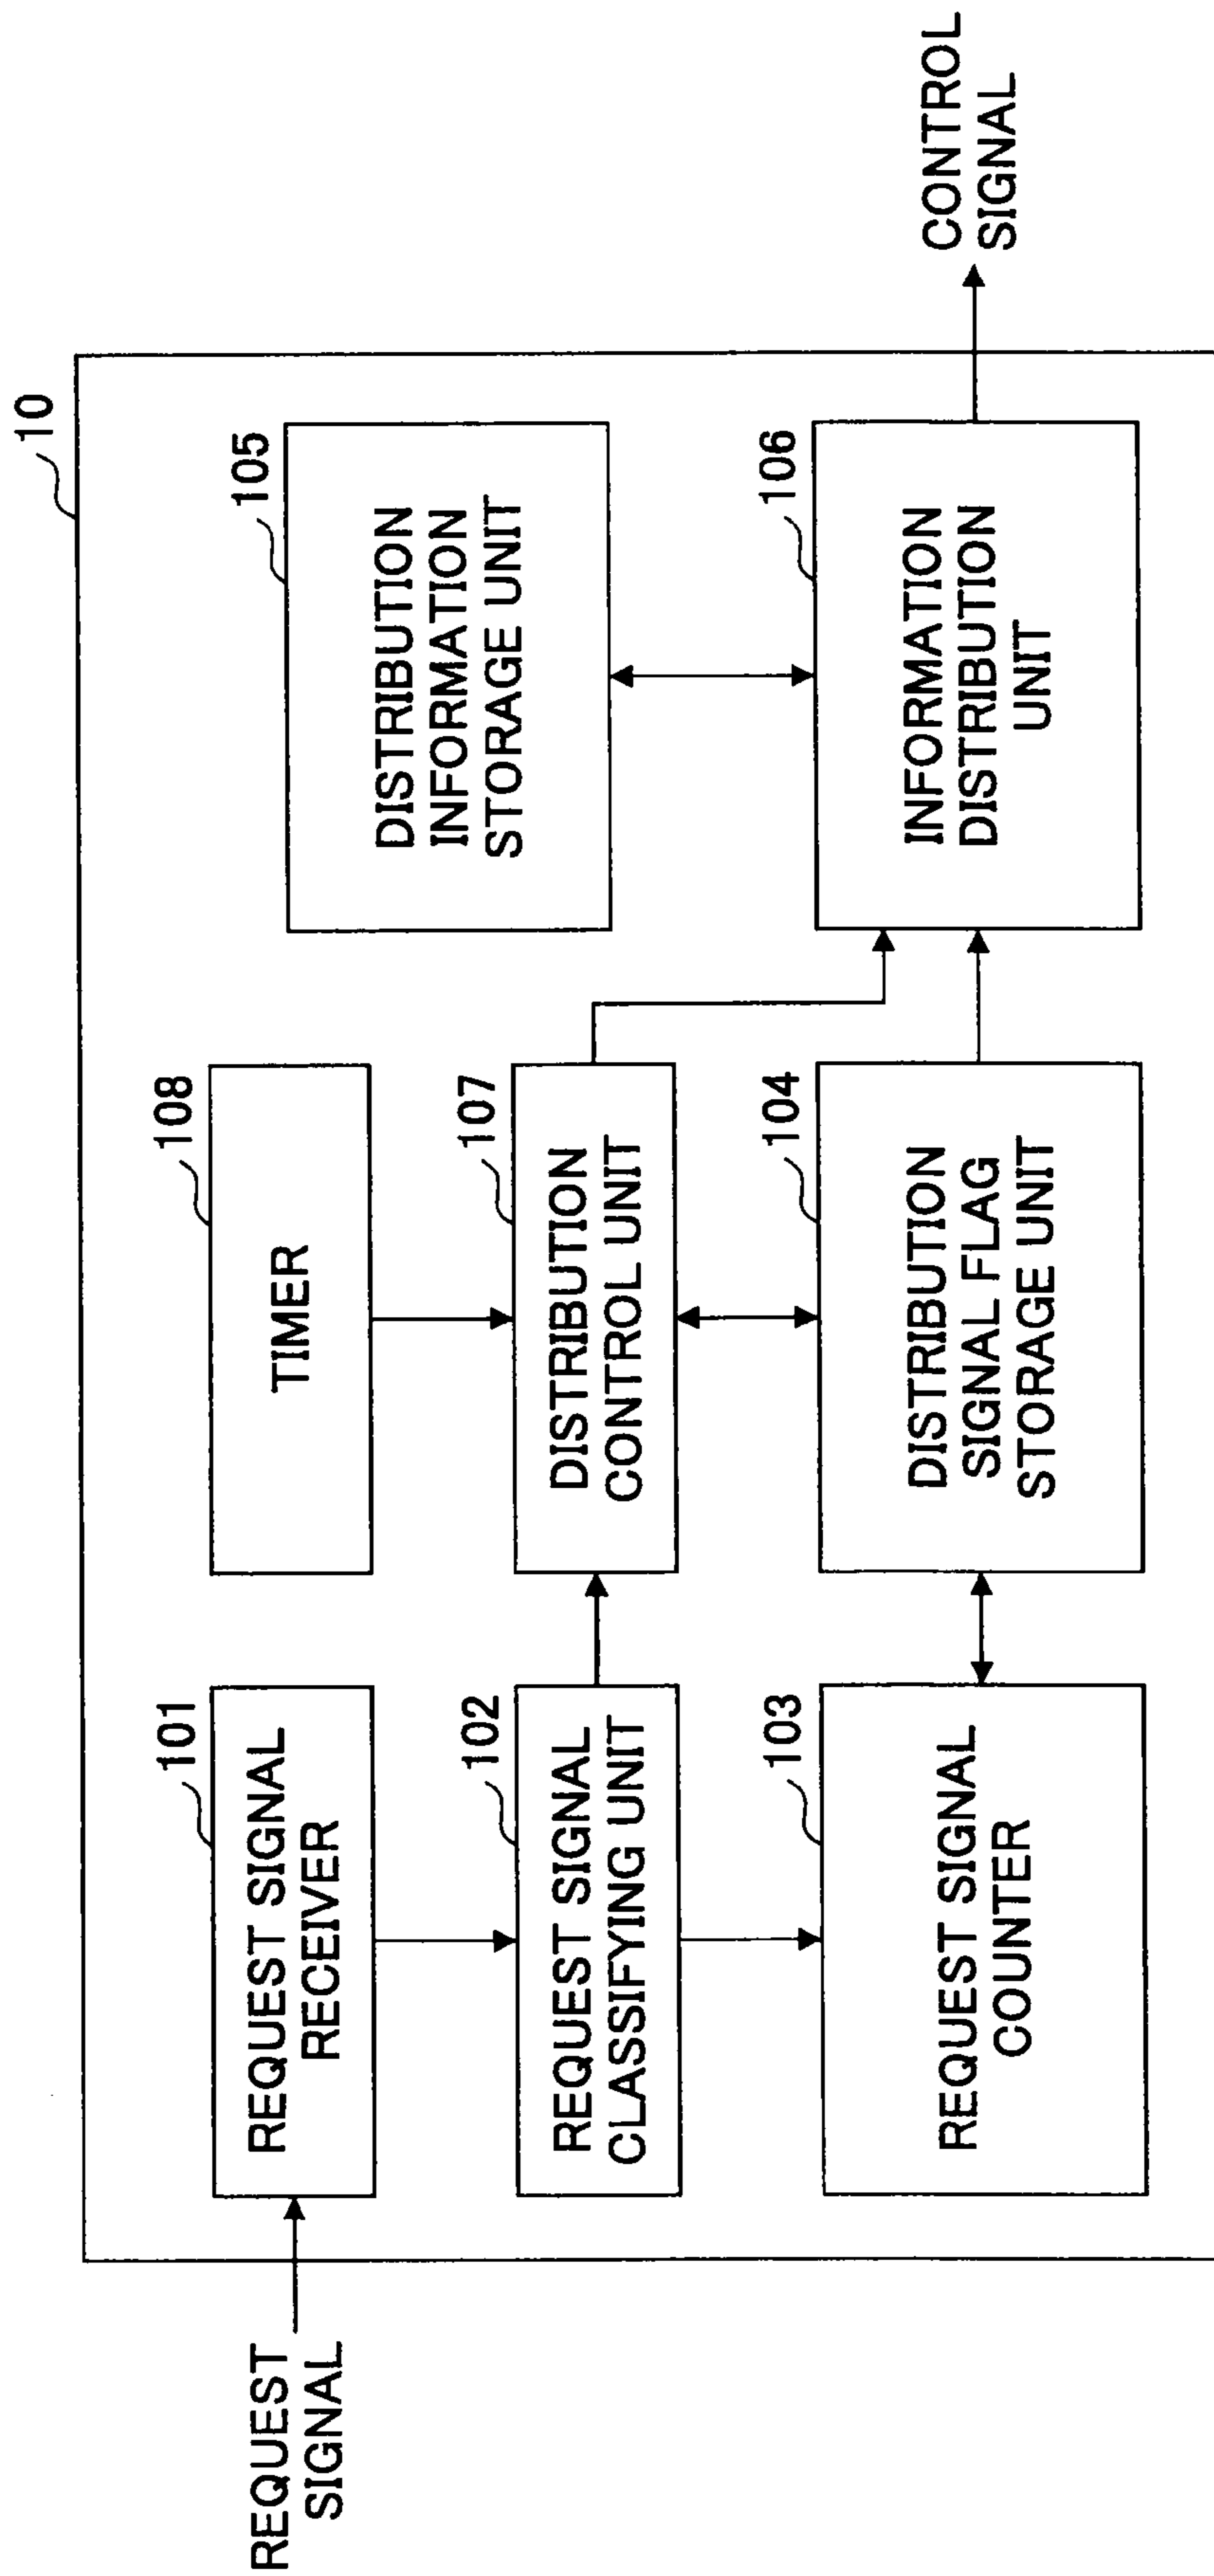 10
REQUEST
SIGNAL
101
REQUEST SIGNAL
RECEIVER
102
REQUEST SIGNAL
CLASSIFYING UNIT
103
REQUEST SIGNAL
COUNTER
108
TIMER
107
DISTRIBUTION
CONTROL UNIT
104
DISTRIBUTION
SIGNAL FLAG
STORAGE UNIT
105
DISTRIBUTION
INFORMATION
STORAGE UNIT
106
INFORMATION
DISTRIBUTION
UNIT
CONTROL
SIGNAL